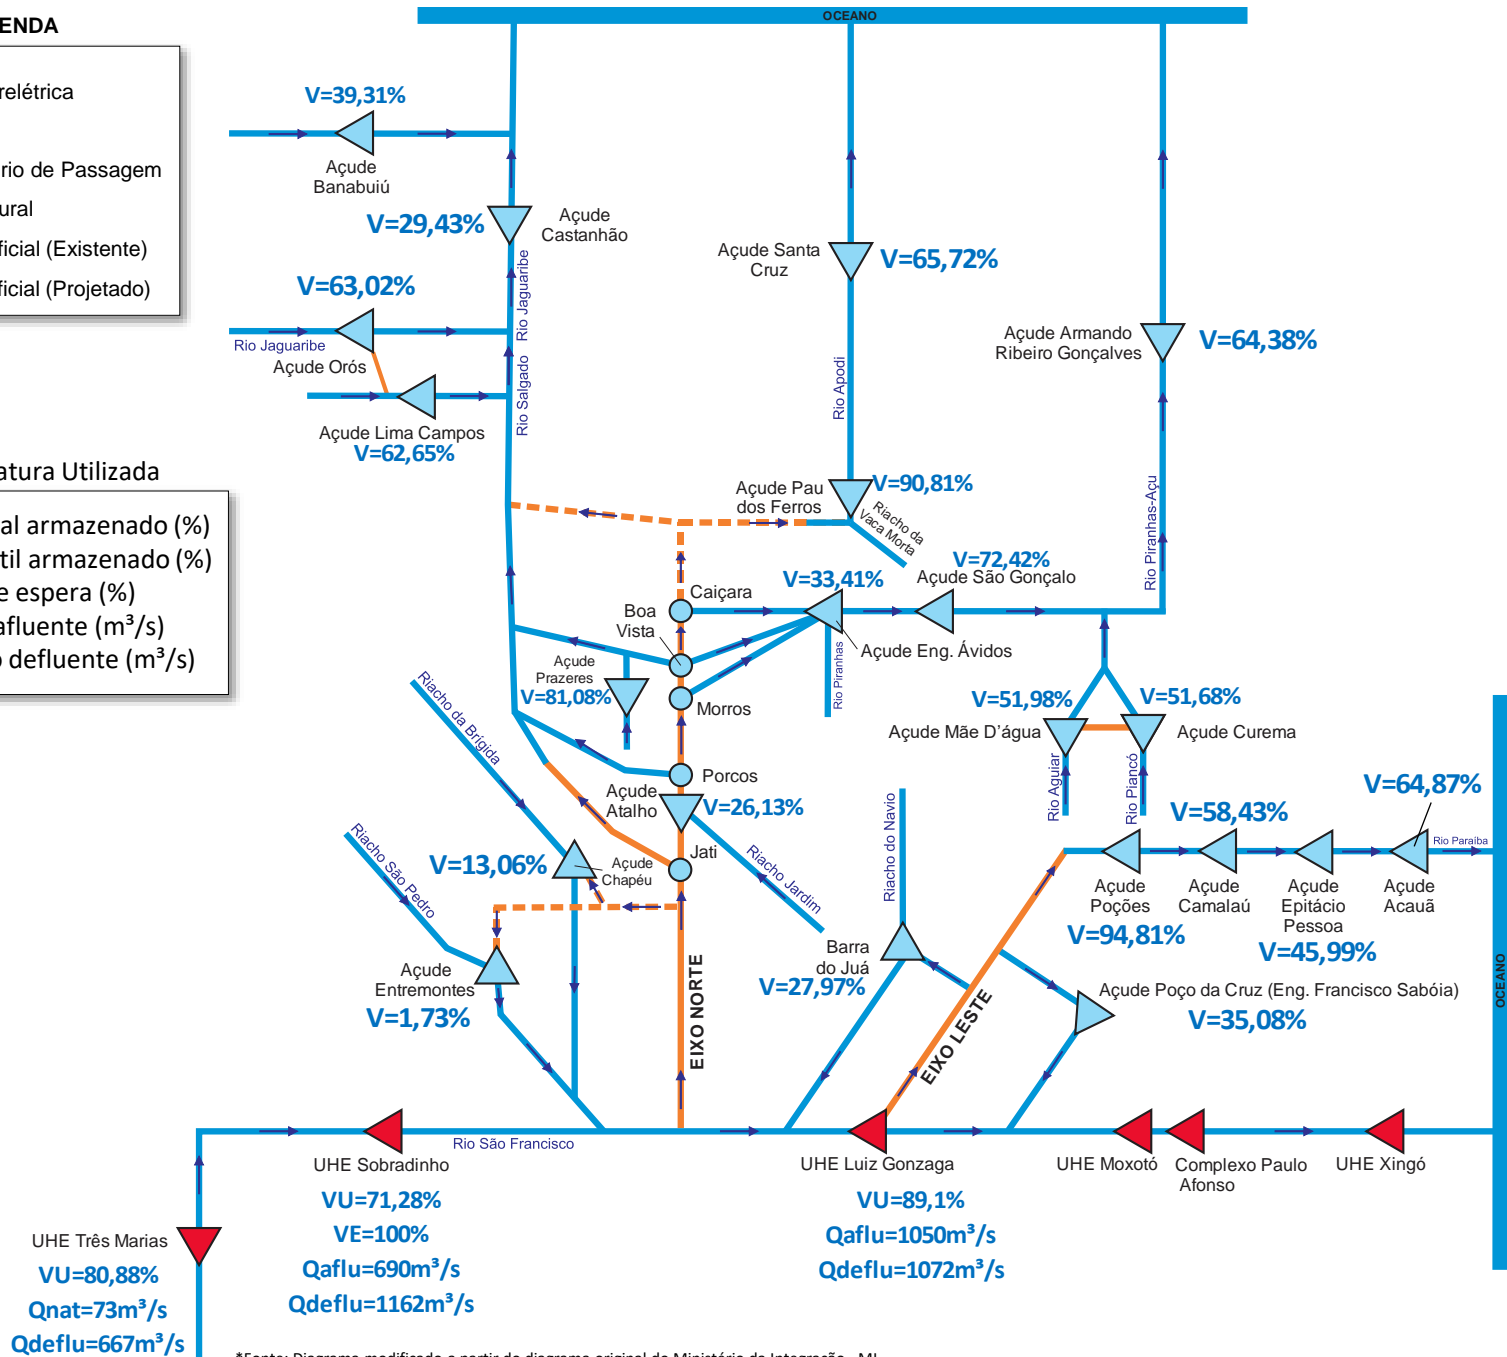 OCEANO
ENDA
relétrica
rio de Passagem
ural
ficial (Existente)
ficial (Projetado)
V=39,31%
Açude
Banabuiú
V=29,43%
Açude
Castanhão
V=63,02%
Rio Jaguaribe
Açude Orós
Rio Jaguaribe
Rio Salgado
Açude Lima Campos
V=62,65%
Açude Santa
Cruz
V=65,72%
Rio Apodi
Açude Armando
Ribeiro Gonçalves
V=64,38%
Rio Piranhas-Açu
atura Utilizada
al armazenado (%)
til armazenado (%)
e espera (%)
afluente (m³/s)
o defluente (m³/s)
Açude Pau
dos Ferros
V=90,81%
Riacho da
Vaca Morta
V=72,42%
Açude São Gonçalo
V=33,41%
Caiçara
Boa
Vista
Açude Eng. Ávidos
Rio Piranhas
Açude
Prazeres
V=81,08%
Morros
Riacho da Brígida
Porcos
Açude
Atalho
V=26,13%
Jati
Riacho Jardim
V=51,98%
V=51,68%
Açude Mãe D'água
Açude Curema
Rio Aguiar
Rio Piancó
V=64,87%
V=58,43%
Rio Paraíba
Riacho São Pedro
V=13,06%
Açude
Chapéu
Riacho do Navio
Açude
Poções
V=94,81%
Açude
Camalaú
Açude
Epitácio
Pessoa
V=45,99%
Açude
Acauã
Açude
Entremontes
V=1,73%
Barra
do Juá
V=27,97%
EIXO NORTE
EIXO LESTE
Açude Poço da Cruz (Eng. Francisco Sabóia)
V=35,08%
OCEANO
Rio São Francisco
UHE Sobradinho
VU=71,28%
VE=100%
Qaflu=690m³/s
Qdeflu=1162m³/s
UHE Luiz Gonzaga
VU=89,1%
Qaflu=1050m³/s
Qdeflu=1072m³/s
UHE Moxotó
Complexo Paulo
Afonso
UHE Xingó
UHE Três Marias
VU=80,88%
Qnat=73m³/s
Qdeflu=667m³/s